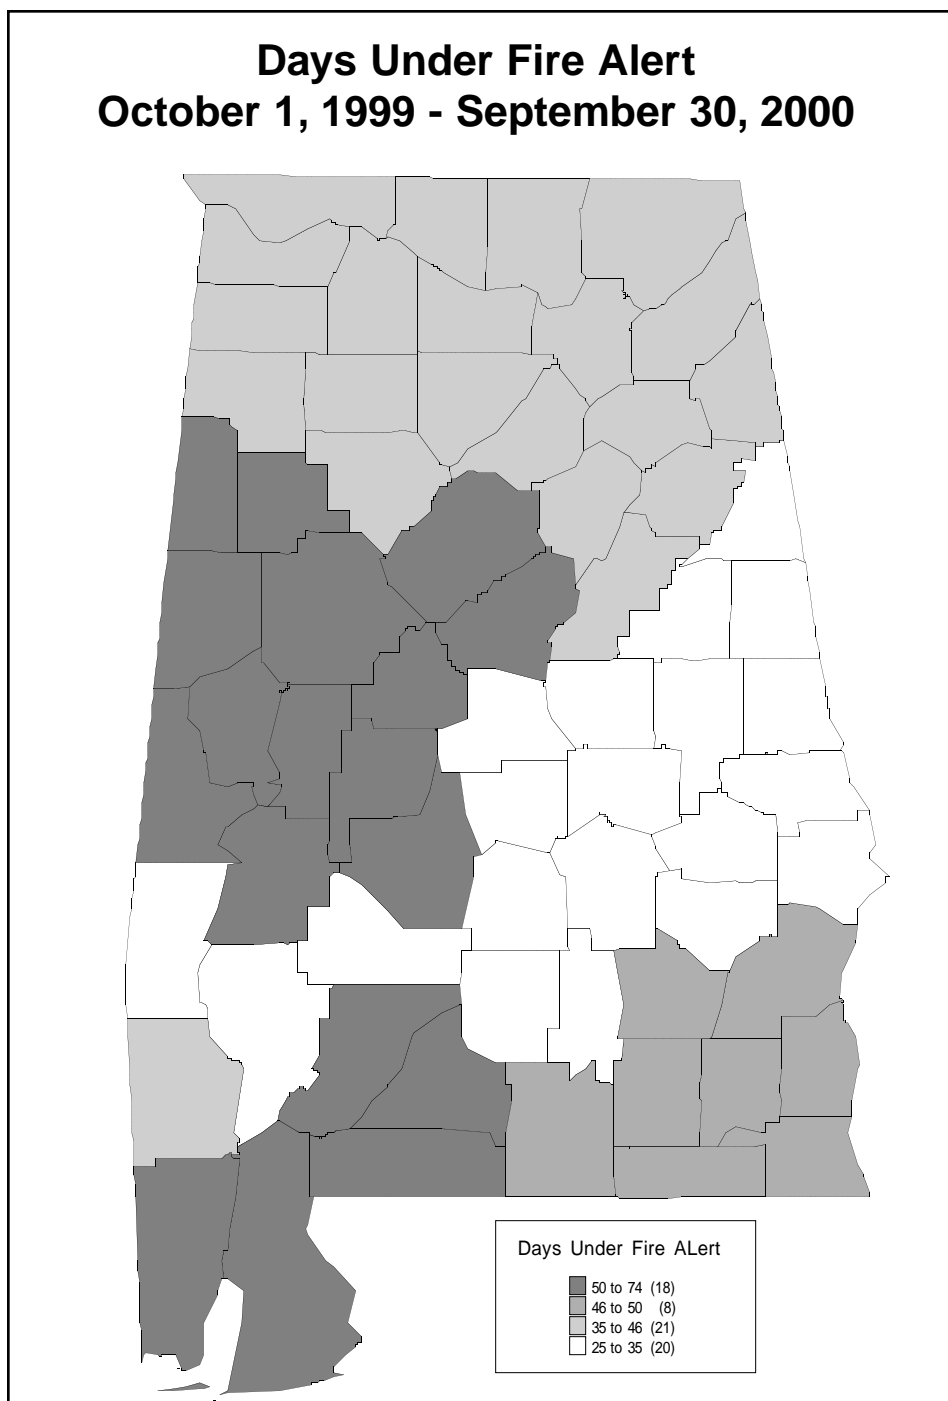 Days Under Fire Alert
October 1, 1999 - September 30, 2000
Days Under Fire ALert
50 to 74 (18)
46 to 50 (8)
35 to 46 (21)
25 to 35 (20)